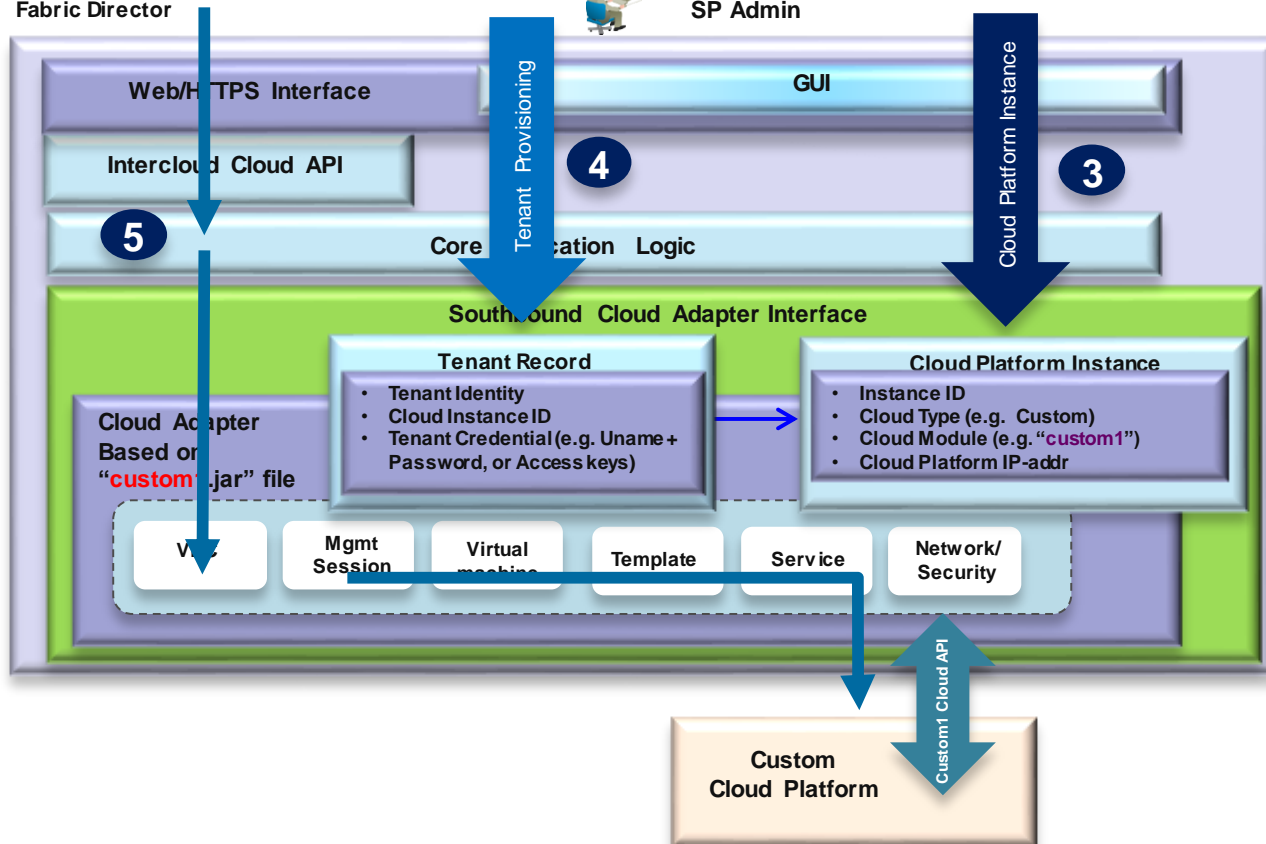 Fabric Director
SP Admin
Web/HTTPS Interface
GUI
Tenant Provisioning
Cloud Platform Instance
Intercloud Cloud API
4
3
5
Core Logic
Southbound Cloud Adapter Interface
Tenant Record
• Tenant Identity
• Cloud Instance ID
• Tenant Credential (e.g. Uname +
Password, or Access keys)
Cloud Platform Instance
• Instance ID
• Cloud Type (e.g. Custom)
• Cloud Module (e.g. “custom1”)
• Cloud Platform IP-addr
Cloud Adapter
Based on
“custom1.jar” file
Mgmt
Session
Virtual
machine
Template
Service
Network/
Security
Custom1 Cloud API
Custom
Cloud Platform